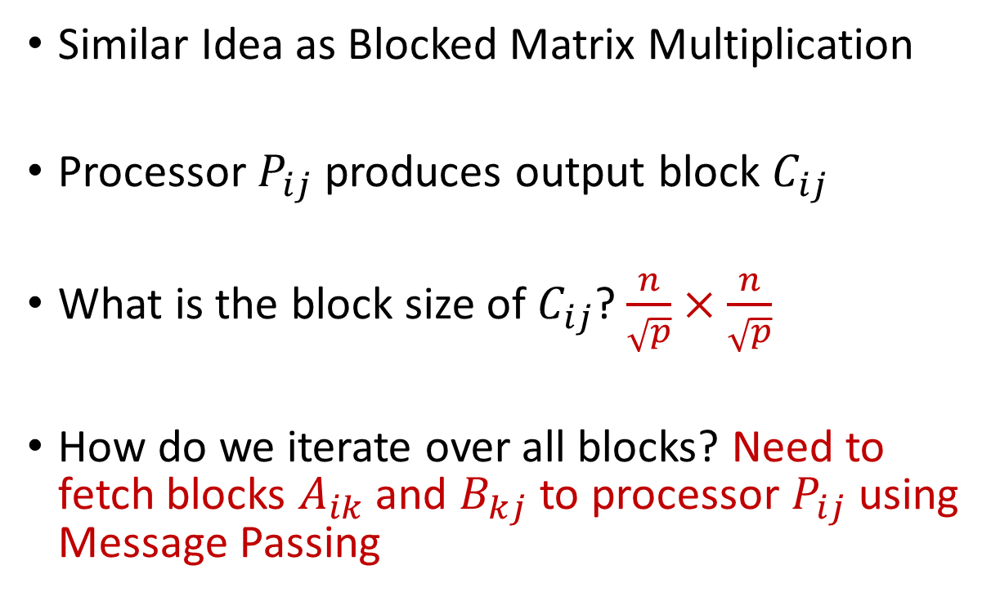 • Similar Idea as Blocked Matrix Multiplication
• Processor $P_{ij}$ produces output block $C_{ij}$
• What is the block size of $C_{ij}$? $\frac{n}{\sqrt{p}} \times \frac{n}{\sqrt{p}}$
• How do we iterate over all blocks? Need to
fetch blocks $A_{ik}$ and $B_{kj}$ to processor $P_{ij}$ using
Message Passing